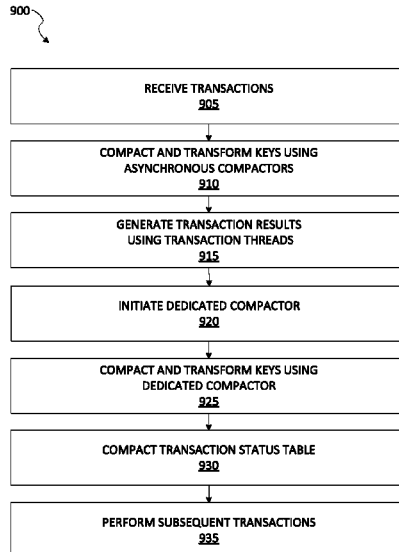 900
RECEIVE TRANSACTIONS
905
COMPACT AND TRANSFORM KEYS USING
ASYNCHRONOUS COMPACTORS
910
GENERATE TRANSACTION RESULTS
USING TRANSACTION THREADS
915
INITIATE DEDICATED COMPACTOR
920
COMPACT AND TRANSFORM KEYS USING
DEDICATED COMPACTOR
925
COMPACT TRANSACTION STATUS TABLE
930
PERFORM SUBSEQUENT TRANSACTIONS
935